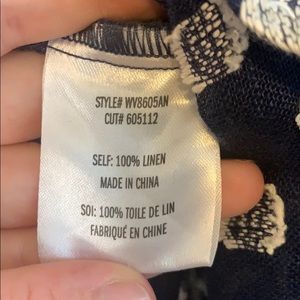 STYLE# WV8605AN
CUT# 605112
SELF: 100% LINEN
MADE IN CHINA
SOI: 100% TOILE DE LIN
FABRIQUÉ EN CHINE